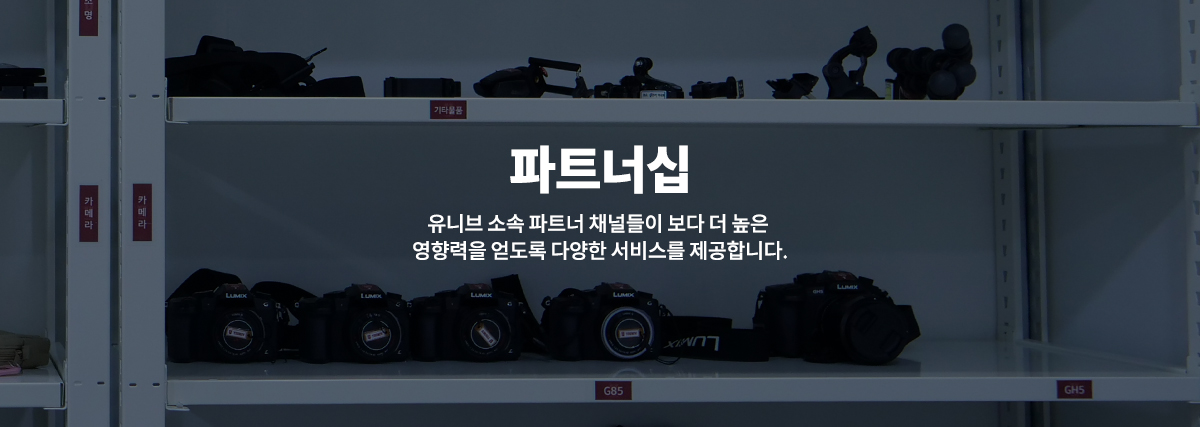 조명
기타물품
카메라
카메라
파트너십
유니브 소속 파트너 채널들이 보다 더 높은
영향력을 얻도록 다양한 서비스를 제공합니다.
LUMIX
LUMIX
LUMIX
LUMIX
GH5
LUMIX
LUMIX
GB5
GH5